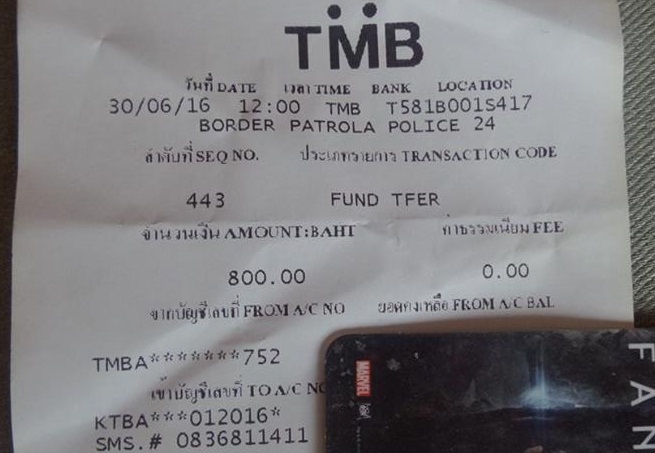 TMB
วันที่ DATE เวลา TIME BANK LOCATION
30/06/16 12:00 TMB T581B001S417
BORDER PATROLA POLICE 24
ลำดับที่ SEQ NO. ประเภทรายการ TRANSACTION CODE
443 FUND TFER
จำนวนเงิน AMOUNT:BAHT ค่าธรรมเนียม FEE
800.00 0.00
จากบัญชีเลขที่ FROM A/C NO ยอดคงเหลือ FROM A/C BAL
TMBA*******752
เข้าบัญชีเลขที่ TO A/C NO
KTBA***012016*
SMS.# 0836811411
MARVEL
FAN